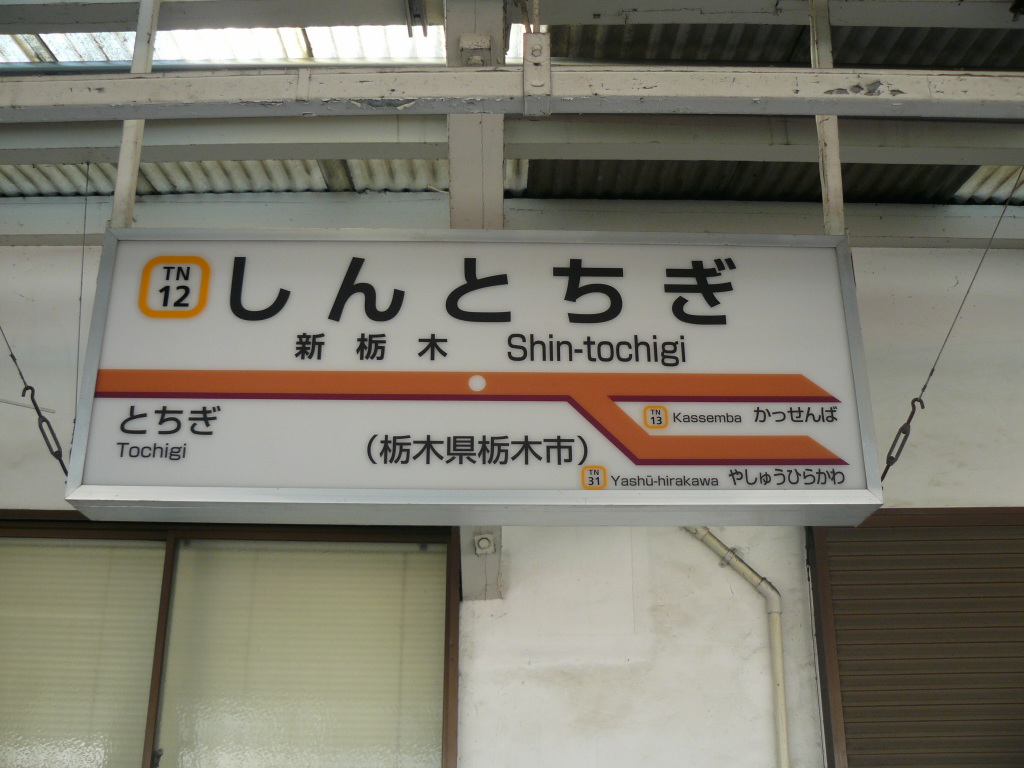 TN
12
しんとちぎ
新栃木 Shin-tochigi
TN
13
Kassemba かっせんば
とちぎ
Tochigi
(栃木県栃木市)
TN
31
Yashū-hirakawa やしゅうひらかわ